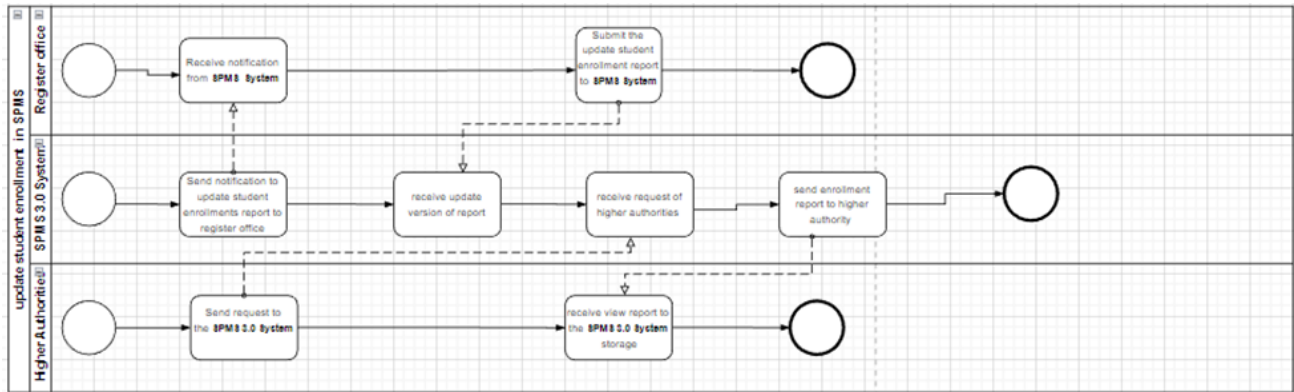 update student enrollment in SPMS
Register office
Receive notification
from SPMS System
Submit the
update student
enrollment report
to SPMS System
SPMS 3.0 System
Send notification to
update student
enrollments report to
register office
receive update
version of report
receive request of
higher authorities
send enrollment
report to higher
authority
Higher Authorities
Send request to
the SPMS 3.0 System
receive view report to
the SPMS 3.0 System
storage